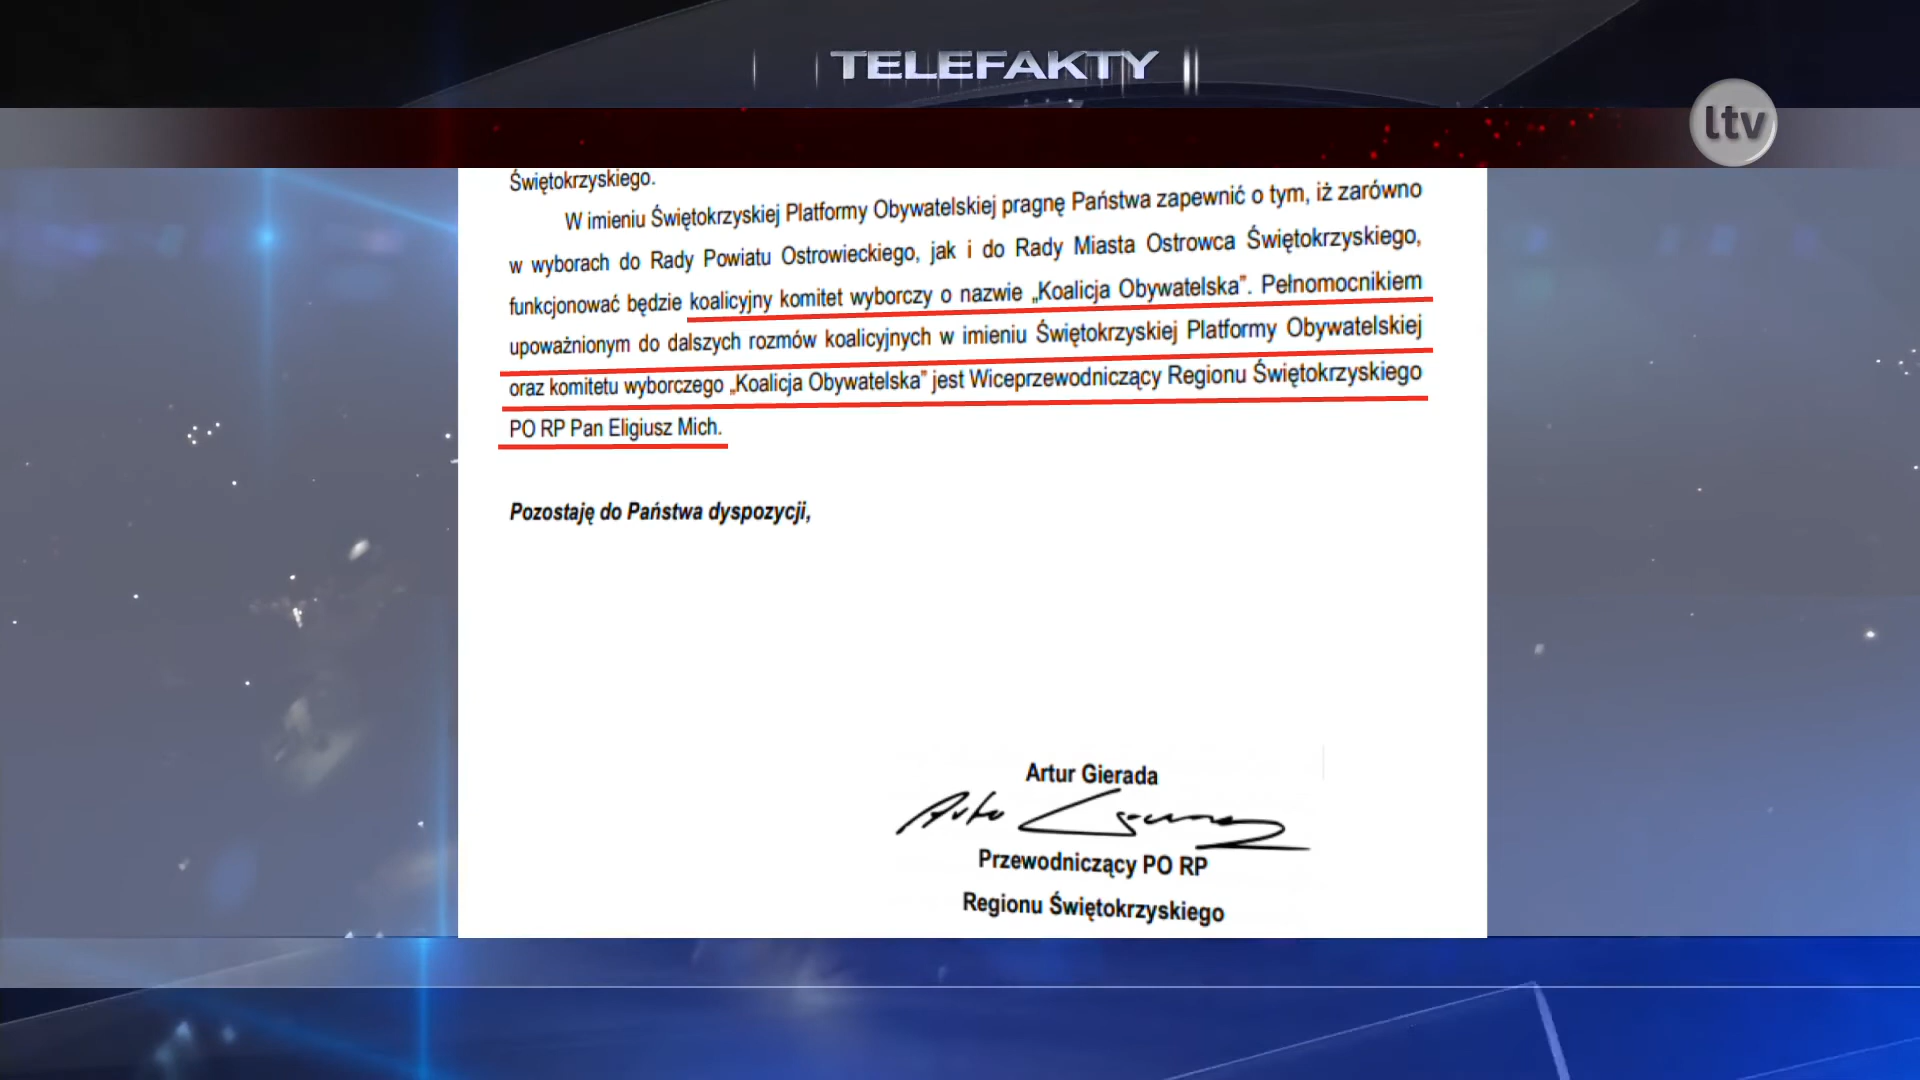 TELEFAKTY
ltv
Świętokrzyskiego.
W imieniu Świętokrzyskiej Platformy Obywatelskiej pragnę Państwa zapewnić o tym, iż zarówno
w wyborach do Rady Powiatu Ostrowieckiego, jak i do Rady Miasta Ostrowca Świętokrzyskiego,
funkcjonować będzie koalicyjny komitet wyborczy o nazwie „Koalicja Obywatelska”. Pełnomocnikiem
upoważnionym do dalszych rozmów koalicyjnych w imieniu Świętokrzyskiej Platformy Obywatelskiej
oraz komitetu wyborczego „Koalicja Obywatelska” jest Wiceprzewodniczący Regionu Świętokrzyskiego
PO RP Pan Eligiusz Mich.
Pozostaję do Państwa dyspozycji,
Artur Gierada
Przewodniczący PO RP
Regionu Świętokrzyskiego